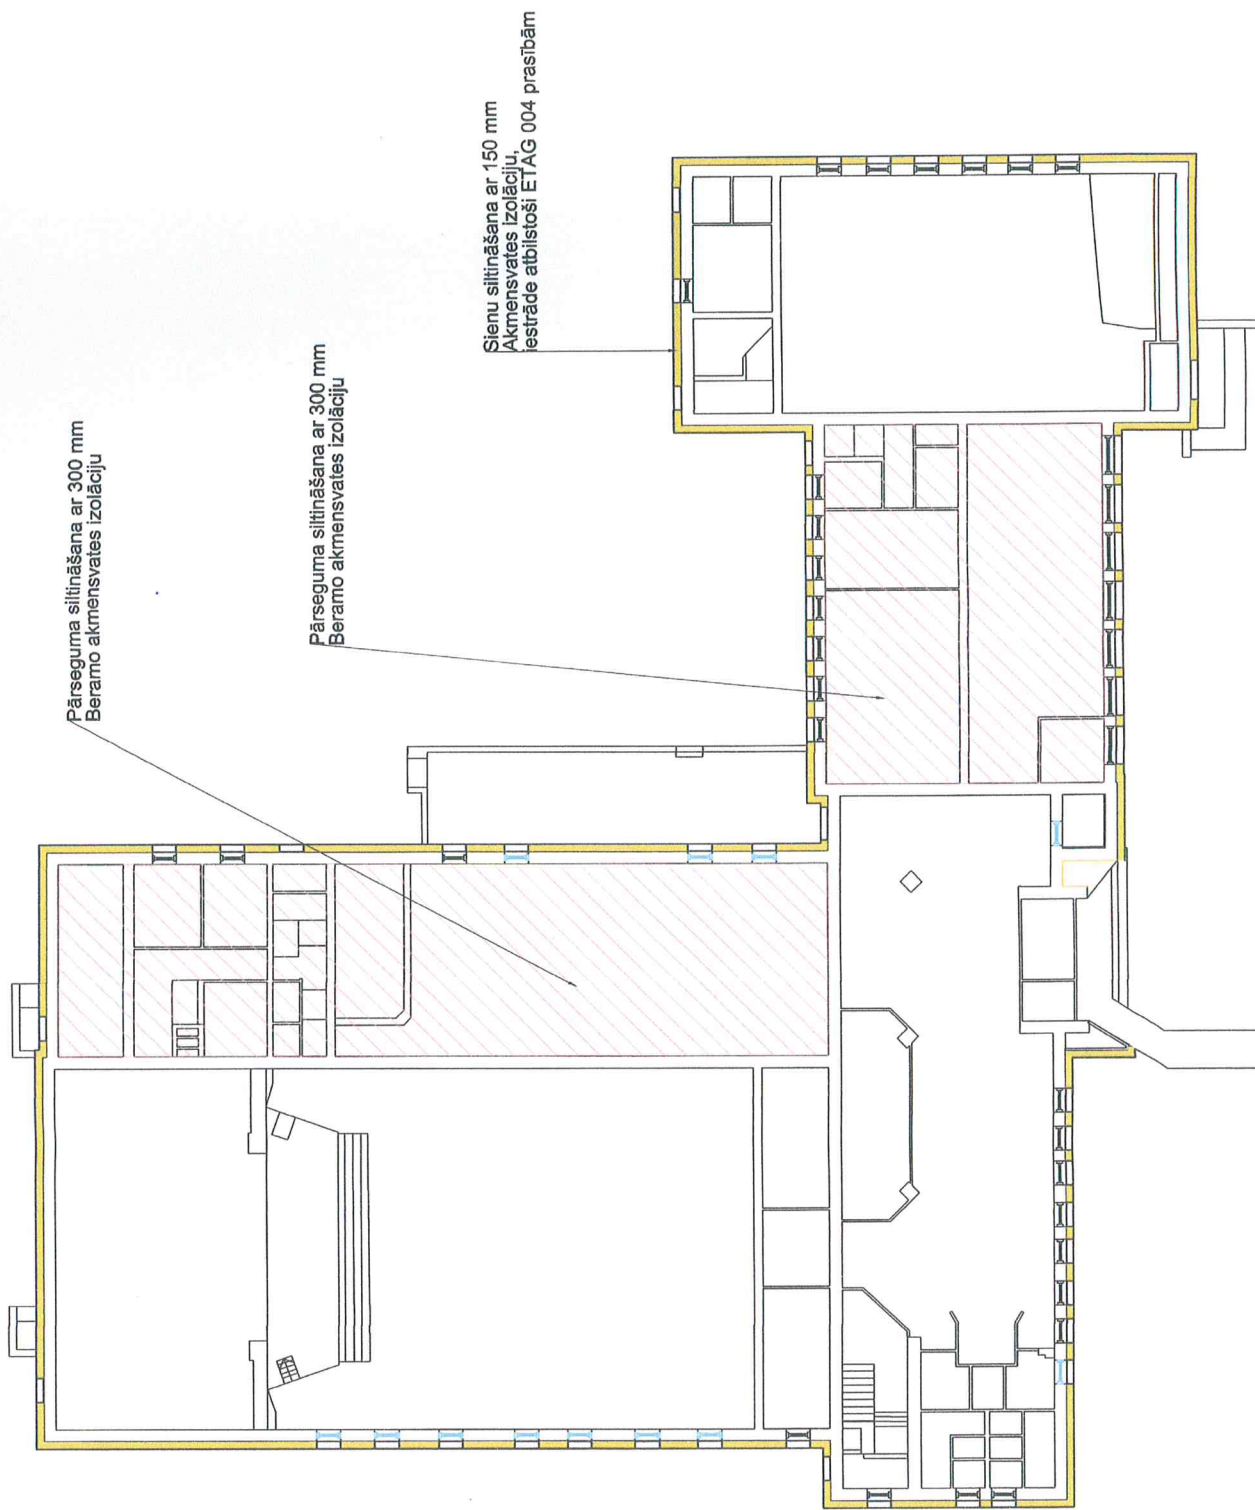 Pārseguma siltināšana ar 300 mm
Beramo akmensvates izolāciju
Pārseguma siltināšana ar 300 mm
Beramo akmensvates izolāciju
Sienu siltināšana ar 150 mm
Akmensvates izolāciju,
iestrāde atbilstoši ETAG 004 prasībām